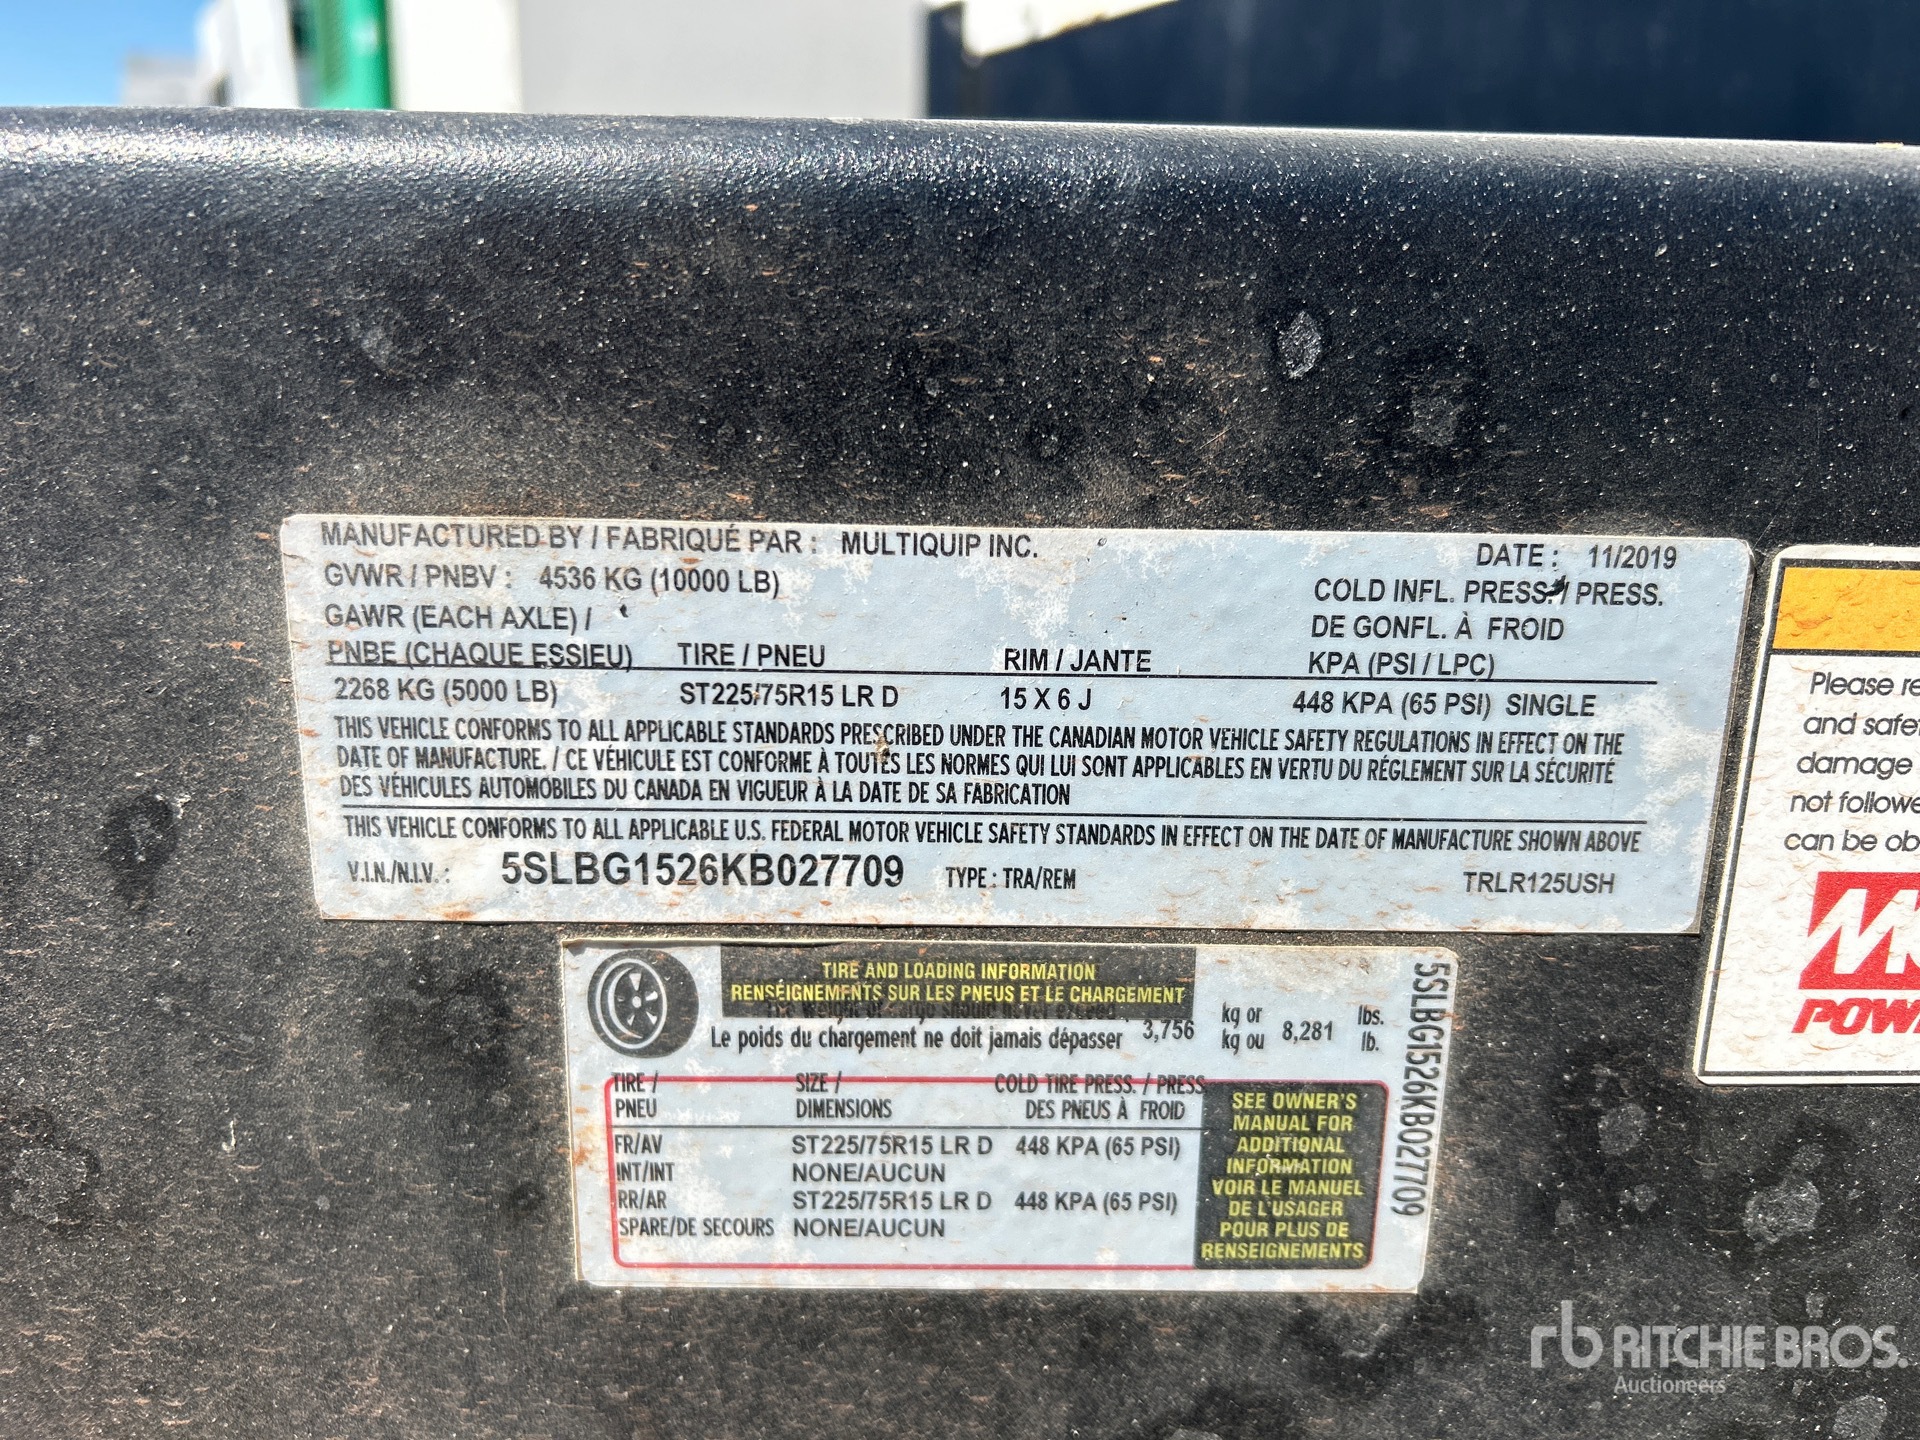 MANUFACTURED BY / FABRIQUÉ PAR : MULTIQUIP INC. DATE : 11/2019
GVWR / PNBV : 4536 KG (10000 LB) COLD INFL. PRESS. / PRESS.
GAWR (EACH AXLE) / DE GONFL. À FROID
PNBE (CHAQUE ESSIEU) TIRE / PNEU RIM / JANTE KPA (PSI / LPC)
2268 KG (5000 LB) ST225/75R15 LR D 15 X 6 J 448 KPA (65 PSI) SINGLE
THIS VEHICLE CONFORMS TO ALL APPLICABLE STANDARDS PRESCRIBED UNDER THE CANADIAN MOTOR VEHICLE SAFETY REGULATIONS IN EFFECT ON THE
DATE OF MANUFACTURE. / CE VÉHICULE EST CONFORME À TOUTES LES NORMES QUI LUI SONT APPLICABLES EN VERTU DU RÉGLEMENT SUR LA SÉCURITÉ
DES VÉHICULES AUTOMOBILES DU CANADA EN VIGUEUR À LA DATE DE SA FABRICATION
THIS VEHICLE CONFORMS TO ALL APPLICABLE U.S. FEDERAL MOTOR VEHICLE SAFETY STANDARDS IN EFFECT ON THE DATE OF MANUFACTURE SHOWN ABOVE
V.I.N./N.I.V. : 5SLBG1526KB027709 TYPE : TRA/REM TRLR125USH
TIRE AND LOADING INFORMATION
RENSEIGNEMENTS SUR LES PNEUS ET LE CHARGEMENT
The weight of cargo should never exceed kg or lbs.
Le poids du chargement ne doit jamais dépasser 3,756 kg ou 8,281 lb.
TIRE / SIZE / COLD TIRE PRESS. / PRESS
PNEU DIMENSIONS DES PNEUS À FROID
FR/AV ST225/75R15 LR D 448 KPA (65 PSI)
INT/INT NONE/AUCUN
RR/AR ST225/75R15 LR D 448 KPA (65 PSI)
SPARE/DE SECOURS NONE/AUCUN
SEE OWNER'S
MANUAL FOR
ADDITIONAL
INFORMATION
VOIR LE MANUEL
DE L'USAGER
POUR PLUS DE
RENSEIGNEMENTS
5SLBG1526KB027709
Please re
and safe
damage
not followe
can be ob
POW
rb RITCHIE BROS.
Auctioneers